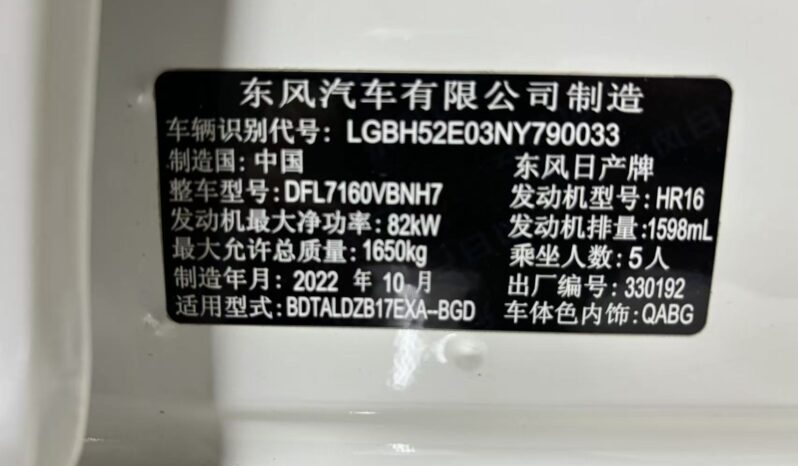 东风汽车有限公司制造
车辆识别代号: LGBH52E03NY790033
制造国: 中国 东风日产牌
整车型号: DFL7160VBNH7 发动机型号: HR16
发动机最大净功率: 82kW 发动机排量: 1598mL
最大允许总质量: 1650kg 乘坐人数: 5人
制造年月: 2022 年 10 月 出厂编号: 330192
适用型式: BDTALDZB17EXA-BGD 车体色内饰: QABG